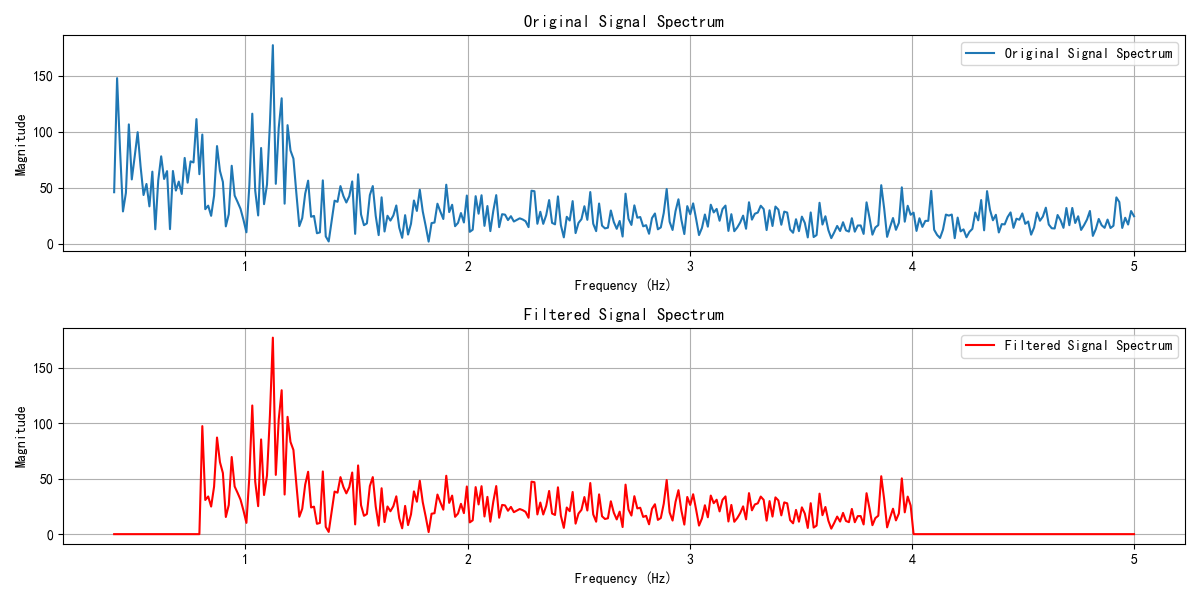 Original Signal Spectrum
Original Signal Spectrum
Magnitude
150
100
50
0
1 2 3 4 5
Frequency (Hz)
Filtered Signal Spectrum
Filtered Signal Spectrum
Magnitude
150
100
50
0
1 2 3 4 5
Frequency (Hz)